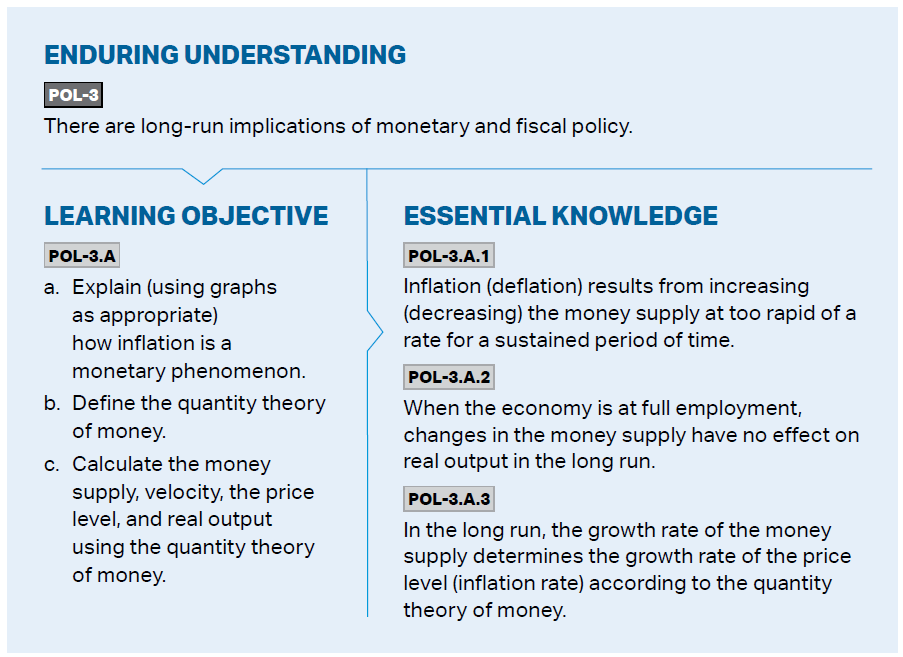 ENDURING UNDERSTANDING
POL-3
There are long-run implications of monetary and fiscal policy.
LEARNING OBJECTIVE
POL-3.A
a. Explain (using graphs
as appropriate)
how inflation is a
monetary phenomenon.
b. Define the quantity theory
of money.
c. Calculate the money
supply, velocity, the price
level, and real output
using the quantity theory
of money.
ESSENTIAL KNOWLEDGE
POL-3.A.1
Inflation (deflation) results from increasing
(decreasing) the money supply at too rapid of a
rate for a sustained period of time.
POL-3.A.2
When the economy is at full employment,
changes in the money supply have no effect on
real output in the long run.
POL-3.A.3
In the long run, the growth rate of the money
supply determines the growth rate of the price
level (inflation rate) according to the quantity
theory of money.